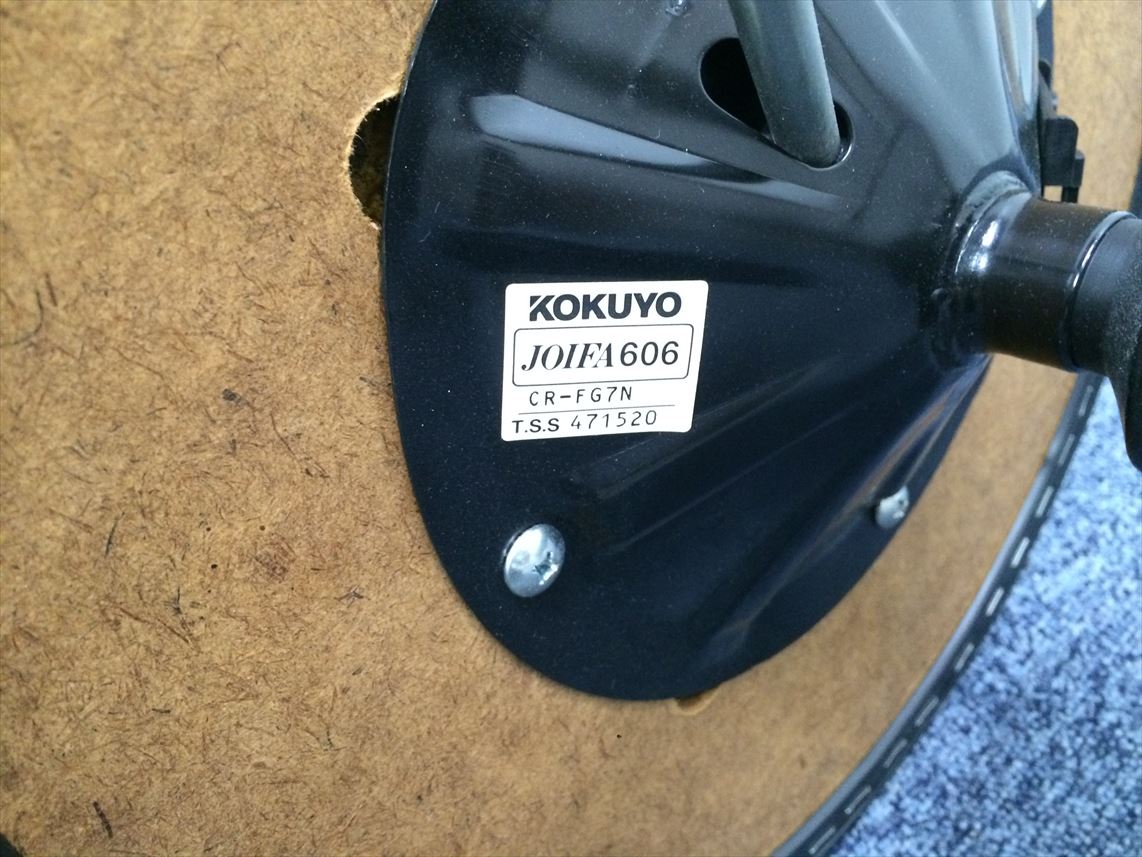 KOKUYO
JOIFA606
CR-FG7N
T.S.S 471520